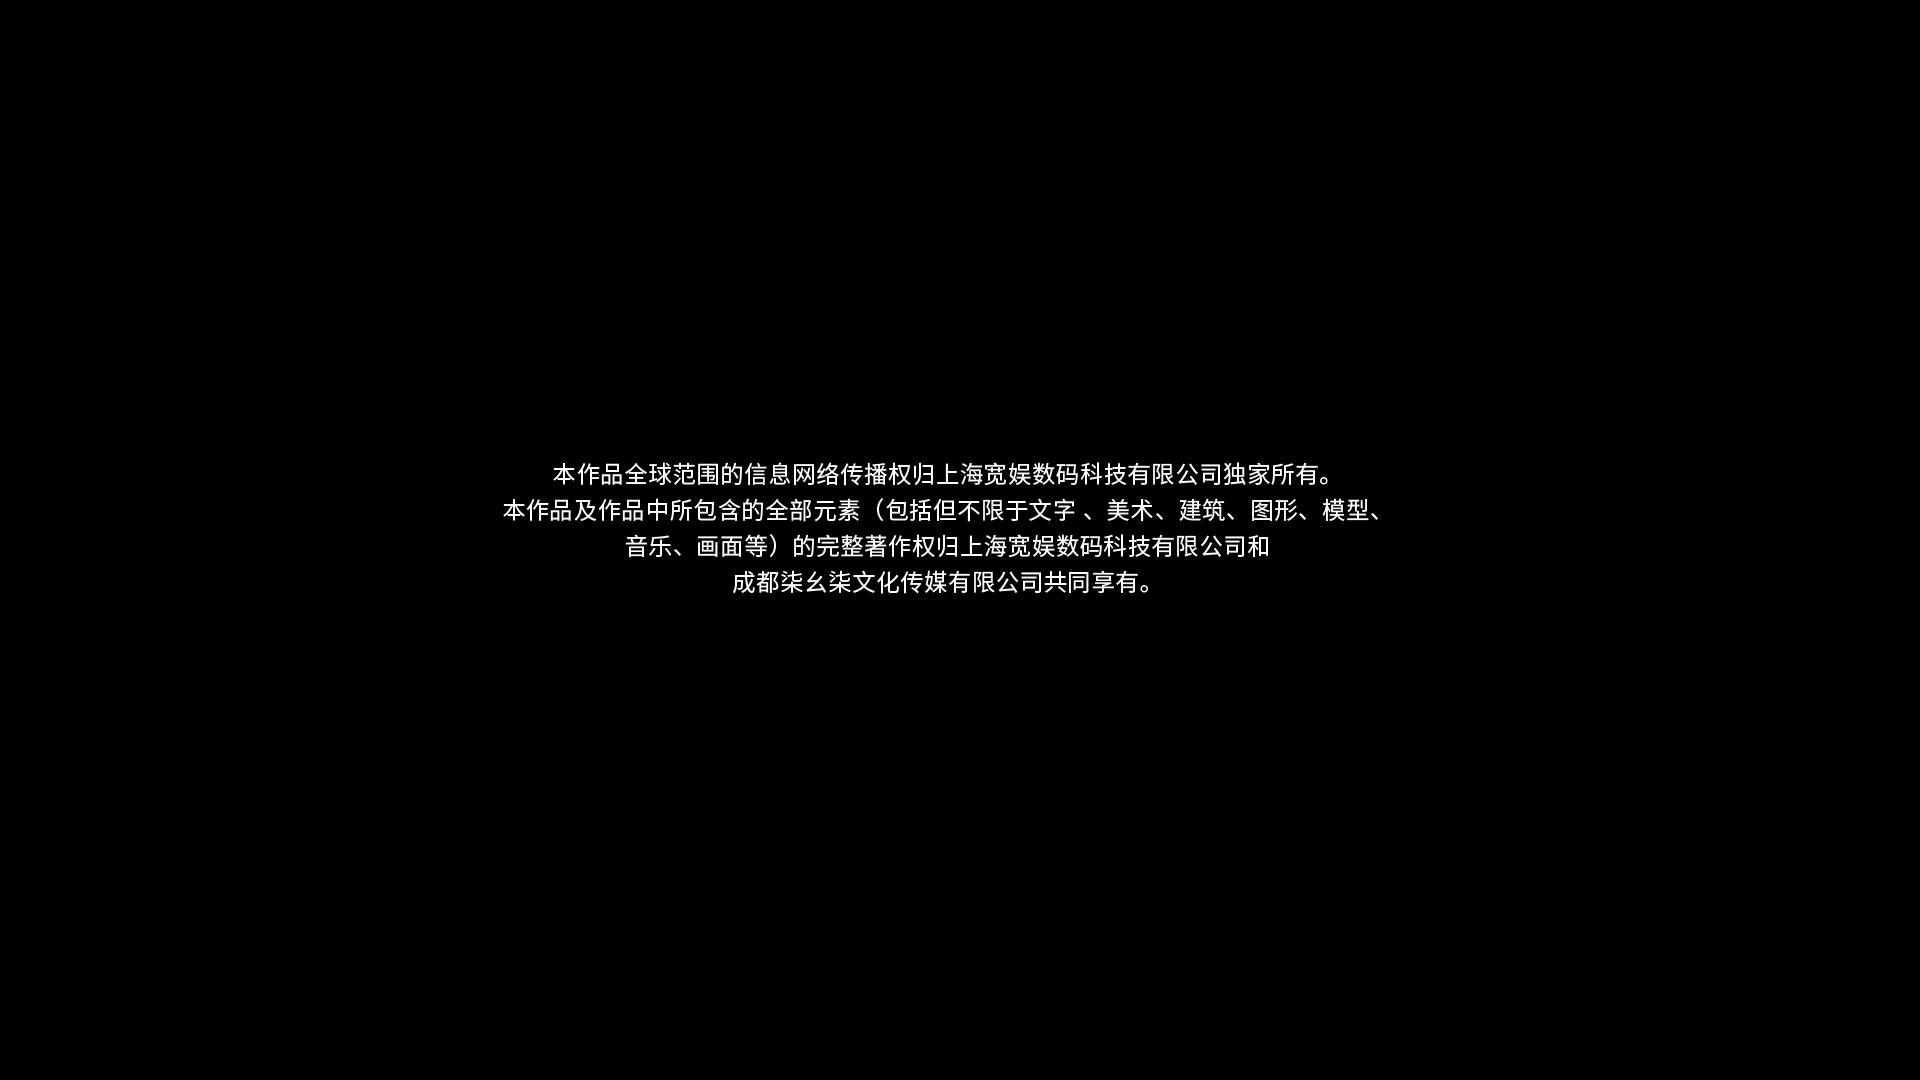 本作品全球范围的信息网络传播权归上海宽娱数码科技有限公司独家所有。
本作品及作品中所包含的全部元素（包括但不限于文字 、美术、建筑、图形、模型、
音乐、画面等）的完整著作权归上海宽娱数码科技有限公司和
成都柒幺柒文化传媒有限公司共同享有。